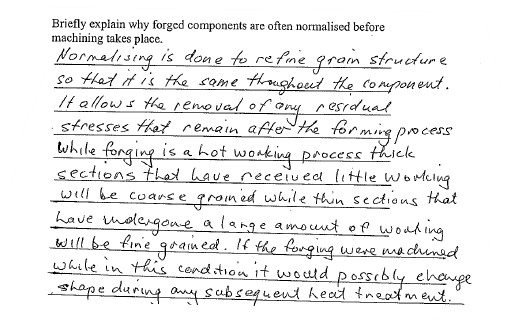 Briefly explain why forged components are often normalised before
machining takes place.
Normalising is done to refine grain structure
so that it is the same throughout the component.
It allows the removal of any residual
stresses that remain after the forming process
While forging is a hot working process thick
sections that have received little working
will be coarse grained while thin sections that
have undergone a large amount of working
will be fine grained. If the forging were machined
while in this condition it would possibly change
shape during any subsequent heat treatment.